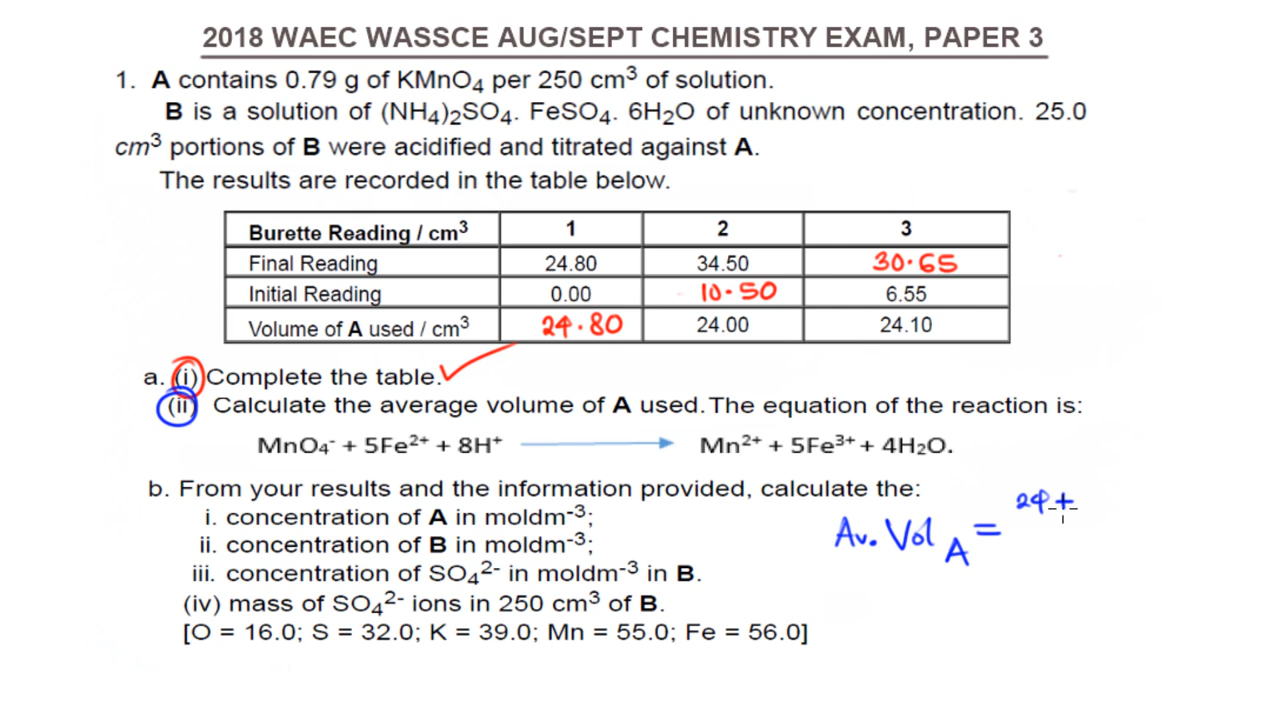 2018 WAEC WASSCE AUG/SEPT CHEMISTRY EXAM, PAPER 3
1. A contains 0.79 g of KMnO₄ per 250 cm³ of solution.
B is a solution of (NH₄)₂SO₄. FeSO₄. 6H₂O of unknown concentration. 25.0
cm³ portions of B were acidified and titrated against A.
The results are recorded in the table below.
Burette Reading / cm³ 1 2 3
Final Reading 24.80 34.50 30.65
Initial Reading 0.00 10.50 6.55
Volume of A used / cm³ 24.80 24.00 24.10
a. (i) Complete the table.
(ii) Calculate the average volume of A used. The equation of the reaction is:
MnO₄⁻ + 5Fe²⁺ + 8H⁺ → Mn²⁺ + 5Fe³⁺ + 4H₂O.
b. From your results and the information provided, calculate the:
i. concentration of A in moldm⁻³;
ii. concentration of B in moldm⁻³;
iii. concentration of SO₄²⁻ in moldm⁻³ in B.
(iv) mass of SO₄²⁻ ions in 250 cm³ of B.
[O = 16.0; S = 32.0; K = 39.0; Mn = 55.0; Fe = 56.0]
Av. Vol A = 24 +